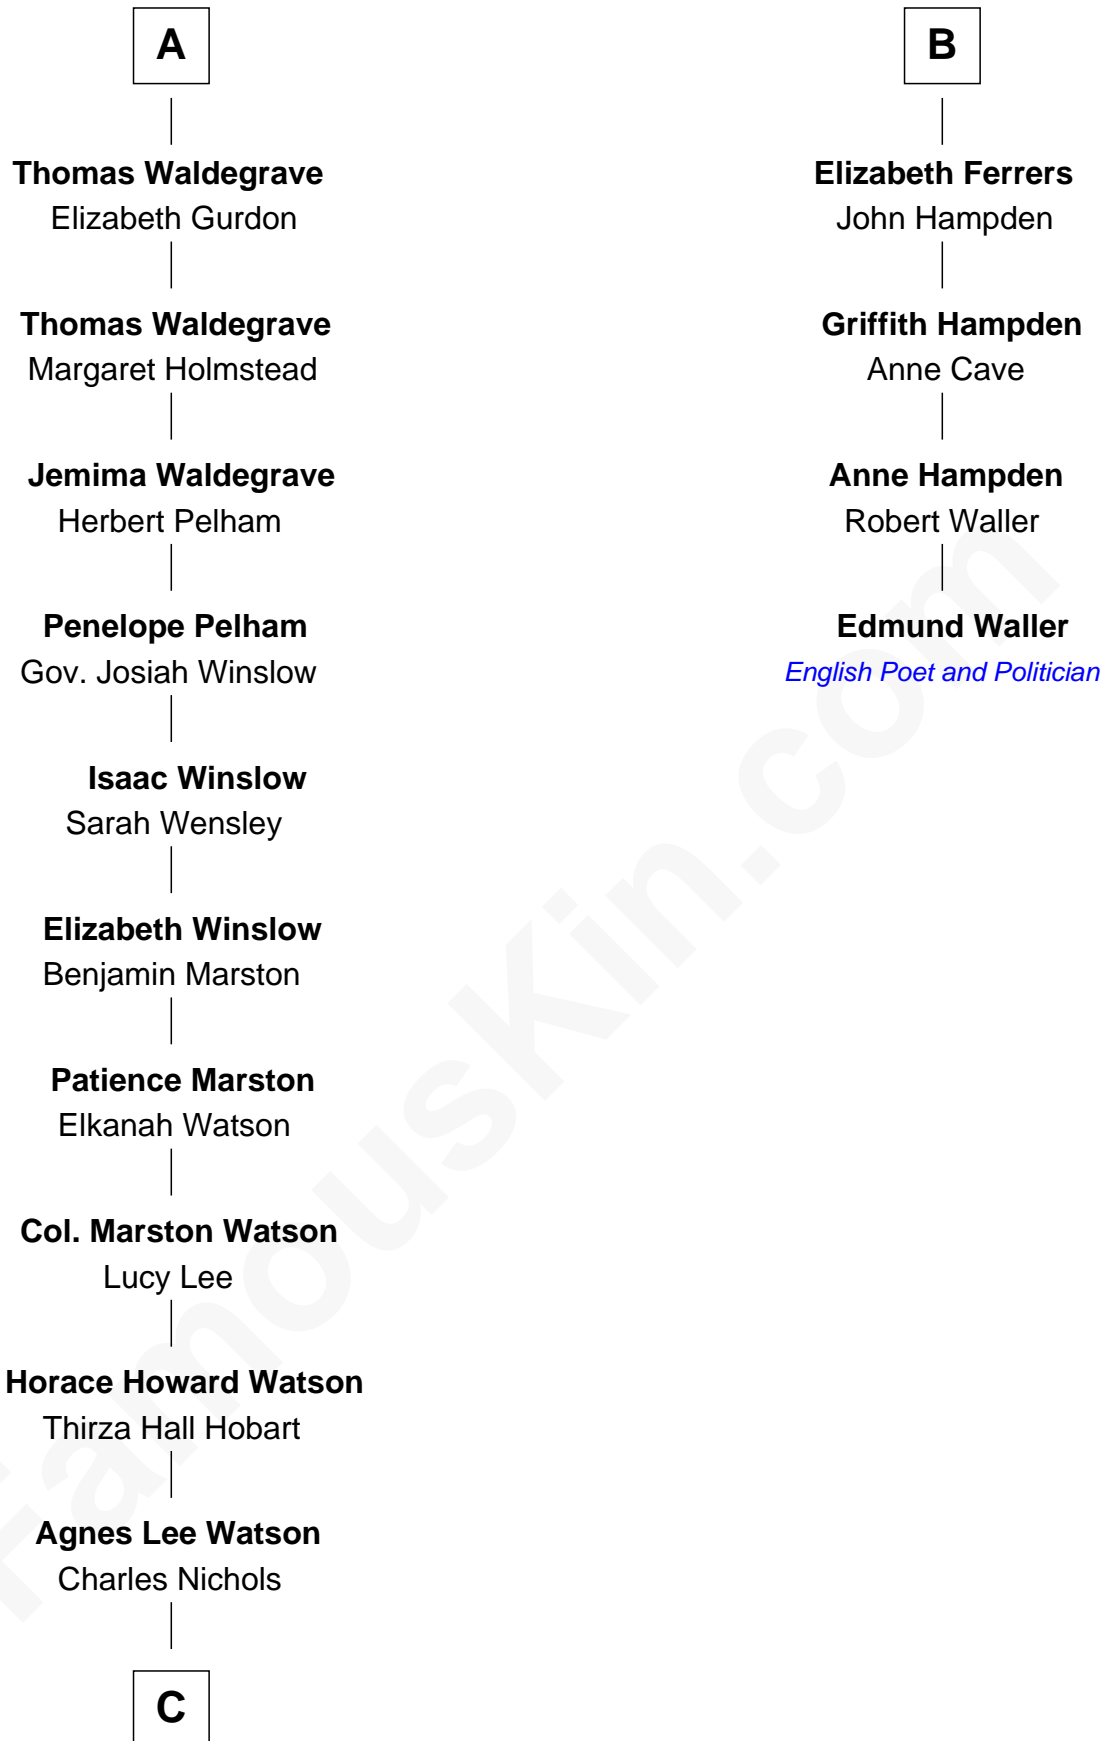 A
Thomas Waldegrave
Elizabeth Gurdon
Thomas Waldegrave
Margaret Holmstead
Jemima Waldegrave
Herbert Pelham
Penelope Pelham
Gov. Josiah Winslow
Isaac Winslow
Sarah Wensley
Elizabeth Winslow
Benjamin Marston
Patience Marston
Elkanah Watson
Col. Marston Watson
Lucy Lee
Horace Howard Watson
Thirza Hall Hobart
Agnes Lee Watson
Charles Nichols
C
B
Elizabeth Ferrers
John Hampden
Griffith Hampden
Anne Cave
Anne Hampden
Robert Waller
Edmund Waller
English Poet and Politician
FamousKin.com